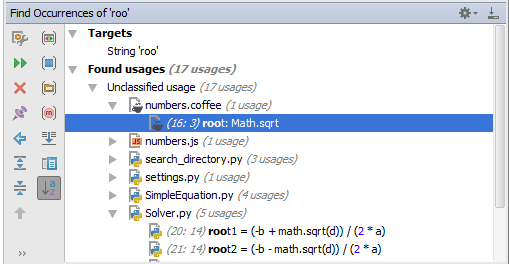 Find Occurrences of 'roo'
Targets
String 'roo'
Found usages (17 usages)
Unclassified usage (17 usages)
numbers.coffee (1 usage)
(16: 3) root: Math.sqrt
numbers.js (1 usage)
search_directory.py (3 usages)
settings.py (1 usage)
SimpleEquation.py (4 usages)
Solver.py (5 usages)
(20: 14) root1 = (-b + math.sqrt(d)) / (2 * a)
(21: 14) root2 = (-b - math.sqrt(d)) / (2 * a)